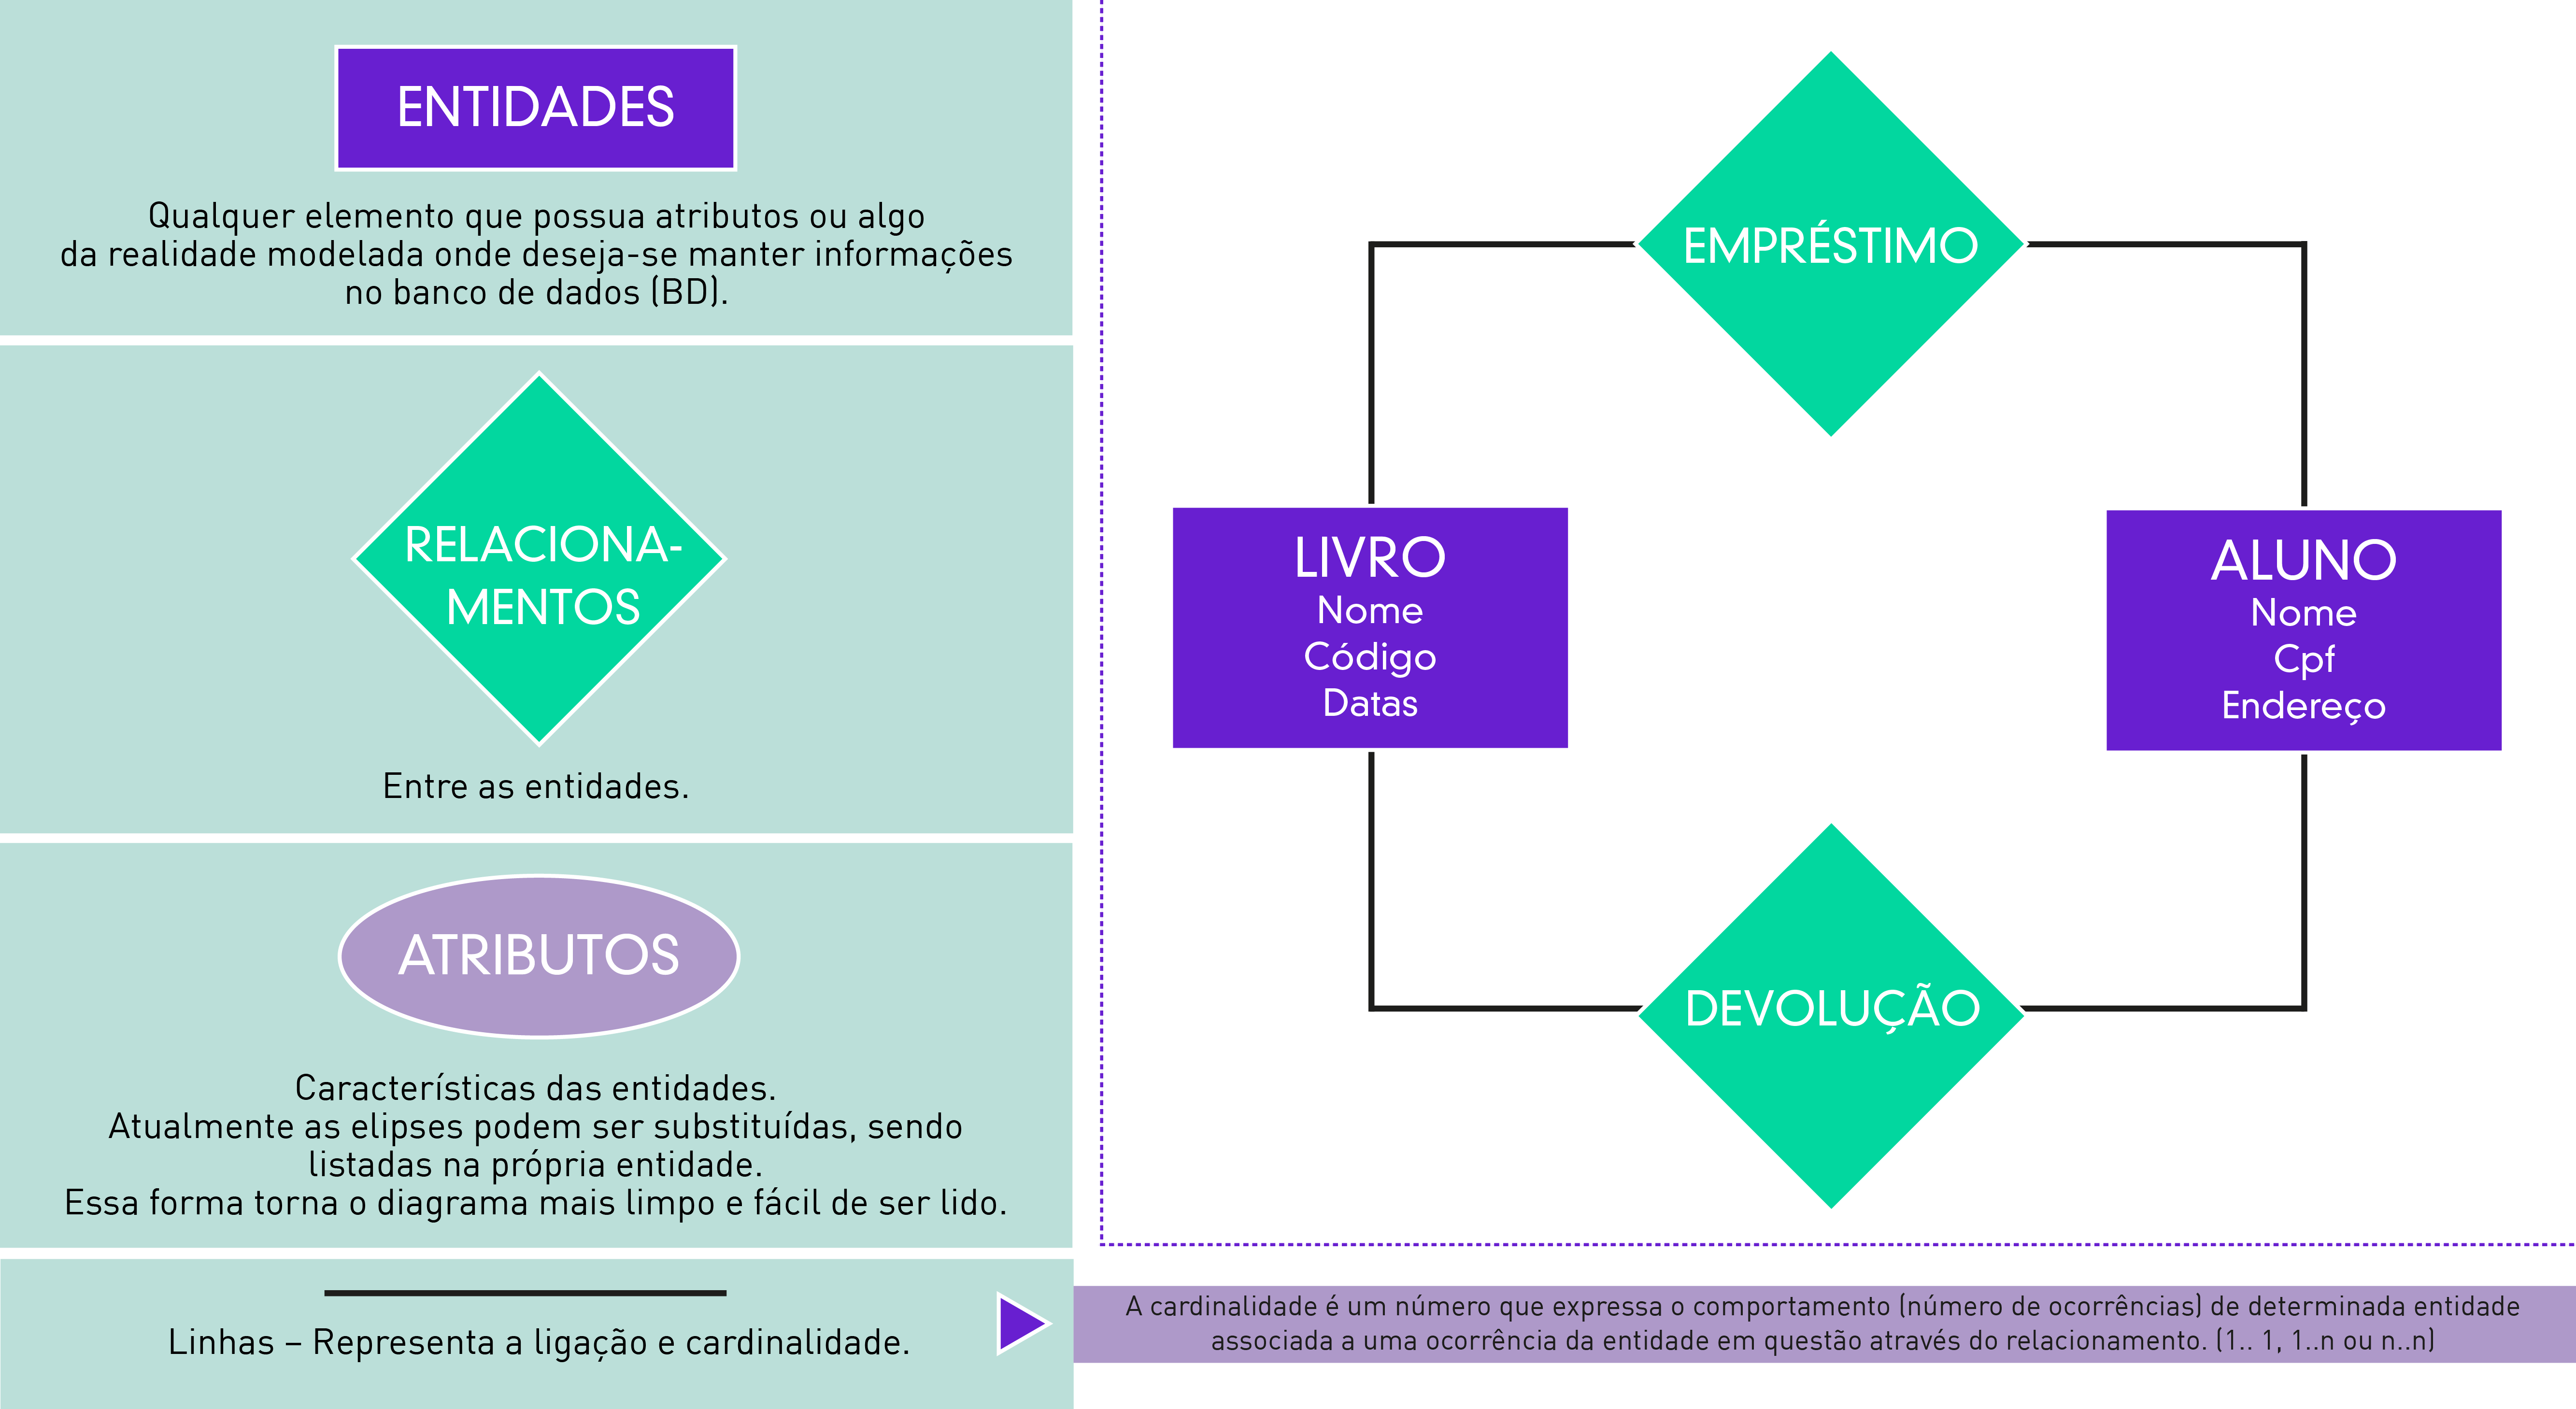 ENTIDADES
Qualquer elemento que possua atributos ou algo
da realidade modelada onde deseja-se manter informações
no banco de dados (BD).
RELACIONA-
MENTOS
Entre as entidades.
ATRIBUTOS
Características das entidades.
Atualmente as elipses podem ser substituídas, sendo
listadas na própria entidade.
Essa forma torna o diagrama mais limpo e fácil de ser lido.
Linhas – Representa a ligação e cardinalidade.
EMPRÉSTIMO
LIVRO
Nome
Código
Datas
ALUNO
Nome
Cpf
Endereço
DEVOLUÇÃO
A cardinalidade é um número que expressa o comportamento (número de ocorrências) de determinada entidade
associada a uma ocorrência da entidade em questão através do relacionamento. (1.. 1, 1..n ou n..n)